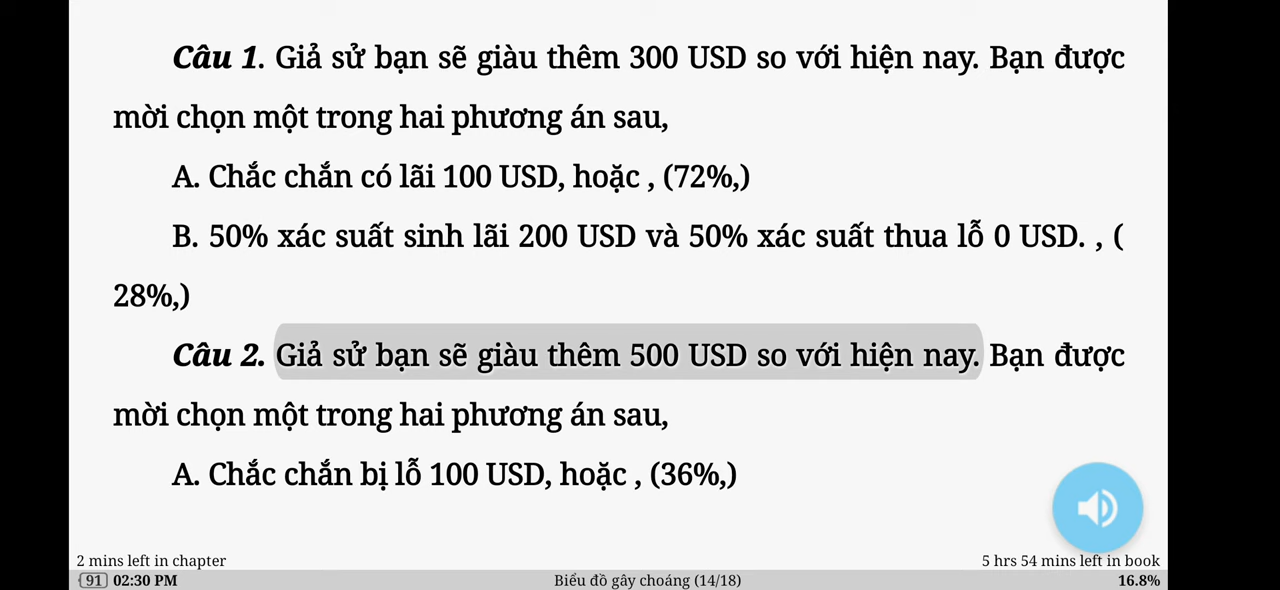 Câu 1. Giả sử bạn sẽ giàu thêm 300 USD so với hiện nay. Bạn được
mời chọn một trong hai phương án sau,
A. Chắc chắn có lãi 100 USD, hoặc , (72%,)
B. 50% xác suất sinh lãi 200 USD và 50% xác suất thua lỗ 0 USD. , (
28%,)
Câu 2. Giả sử bạn sẽ giàu thêm 500 USD so với hiện nay. Bạn được
mời chọn một trong hai phương án sau,
A. Chắc chắn bị lỗ 100 USD, hoặc , (36%,)
2 mins left in chapter
5 hrs 54 mins left in book
91 02:30 PM
Biểu đồ gây choáng (14/18)
16.8%